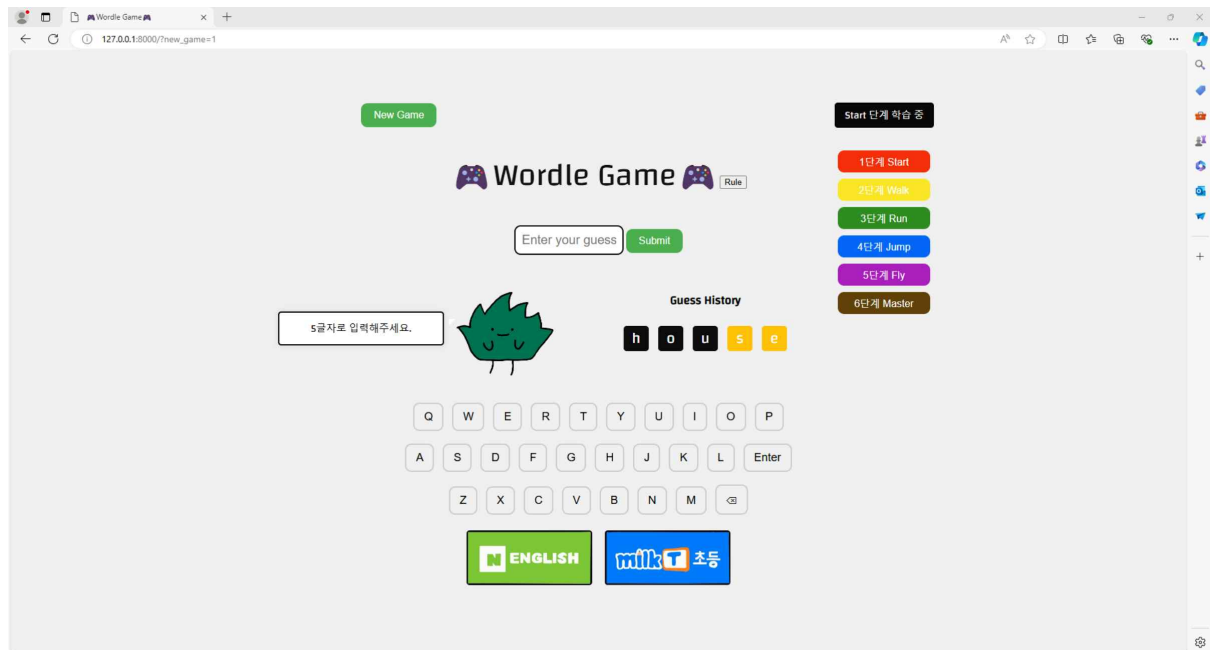 🎮Wordle Game🎮
127.0.0.1:8000/?new_game=1
New Game
Start 단계 학습 중
🎮 Wordle Game 🎮 Rule
1단계 Start
2단계 Walk
3단계 Run
4단계 Jump
5단계 Fly
6단계 Master
Enter your guess Submit
5글자로 입력해주세요.
Guess History
h o u s e
Q W E R T Y U I O P
A S D F G H J K L Enter
Z X C V B N M
N ENGLISH
milkT 초등